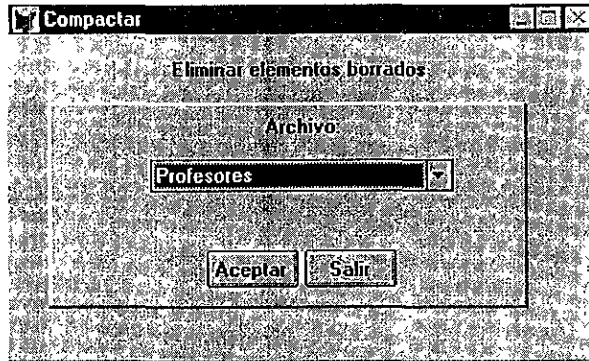 Compactar
Eliminar elementos borrados
Archivo
Profesores
Aceptar Salir